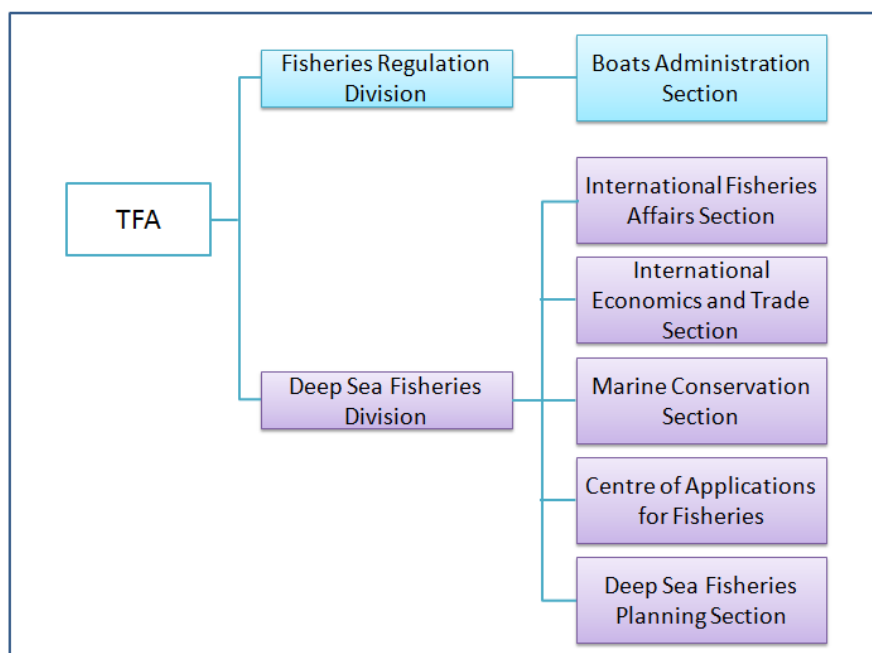 TFA
Fisheries Regulation
Division
Boats Administration
Section
Deep Sea Fisheries
Division
International Fisheries
Affairs Section
International
Economics and Trade
Section
Marine Conservation
Section
Centre of Applications
for Fisheries
Deep Sea Fisheries
Planning Section